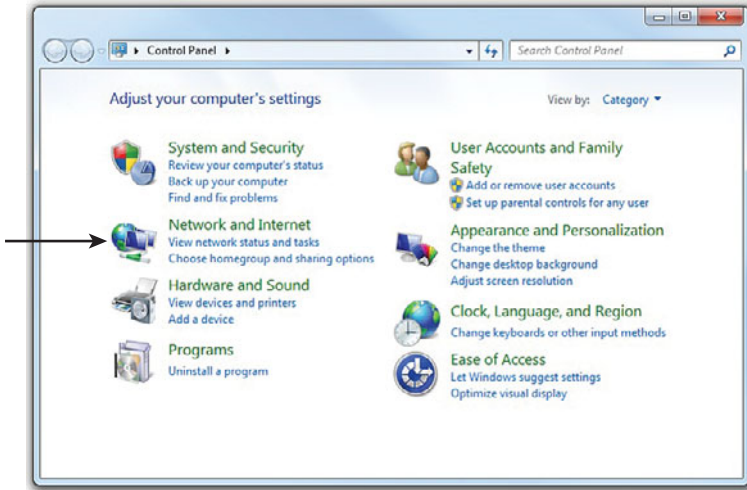 Control Panel
Search Control Panel
Adjust your computer's settings
View by: Category
System and Security
Review your computer's status
Back up your computer
Find and fix problems
Network and Internet
View network status and tasks
Choose homegroup and sharing options
Hardware and Sound
View devices and printers
Add a device
Programs
Uninstall a program
User Accounts and Family
Safety
Add or remove user accounts
Set up parental controls for any user
Appearance and Personalization
Change the theme
Change desktop background
Adjust screen resolution
Clock, Language, and Region
Change keyboards or other input methods
Ease of Access
Let Windows suggest settings
Optimize visual display